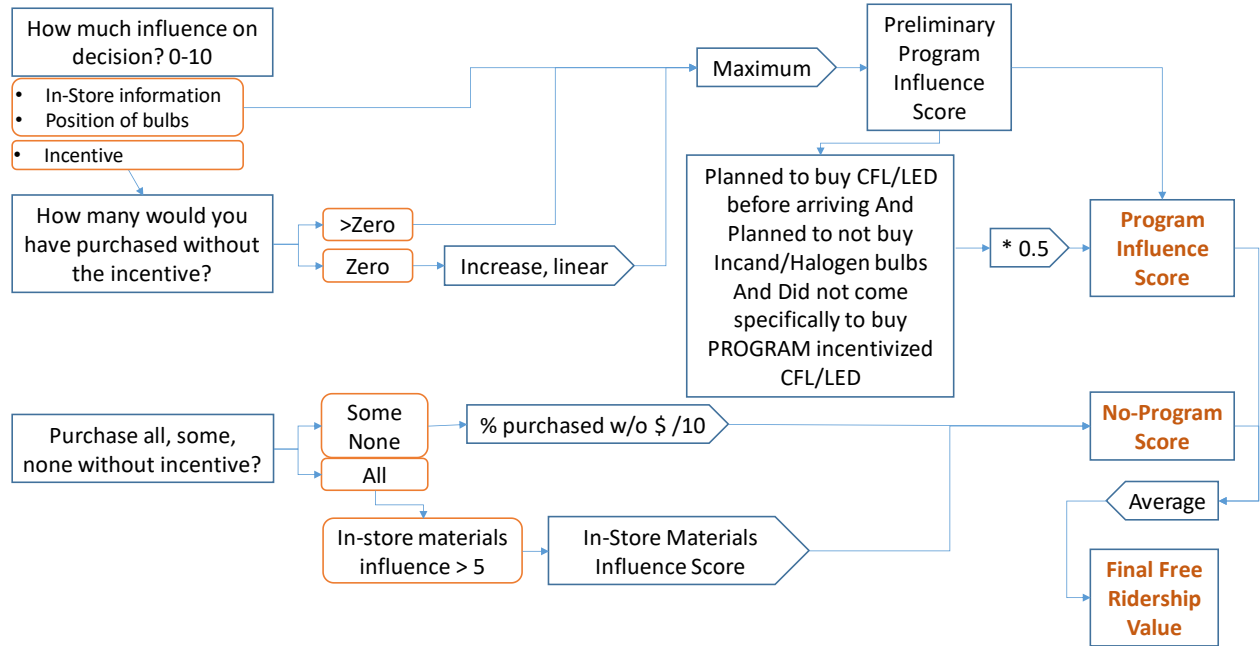 How much influence on
decision? 0-10
• In-Store information
• Position of bulbs
• Incentive
How many would you
have purchased without
the incentive?
>Zero
Zero
Increase, linear
Maximum
Preliminary
Program
Influence
Score
Planned to buy CFL/LED
before arriving And
Planned to not buy
Incand/Halogen bulbs
And Did not come
specifically to buy
PROGRAM incentivized
CFL/LED
* 0.5
Program
Influence
Score
Purchase all, some,
none without incentive?
Some
None
All
% purchased w/o $ /10
In-store materials
influence > 5
In-Store Materials
Influence Score
No-Program
Score
Average
Final Free
Ridership
Value